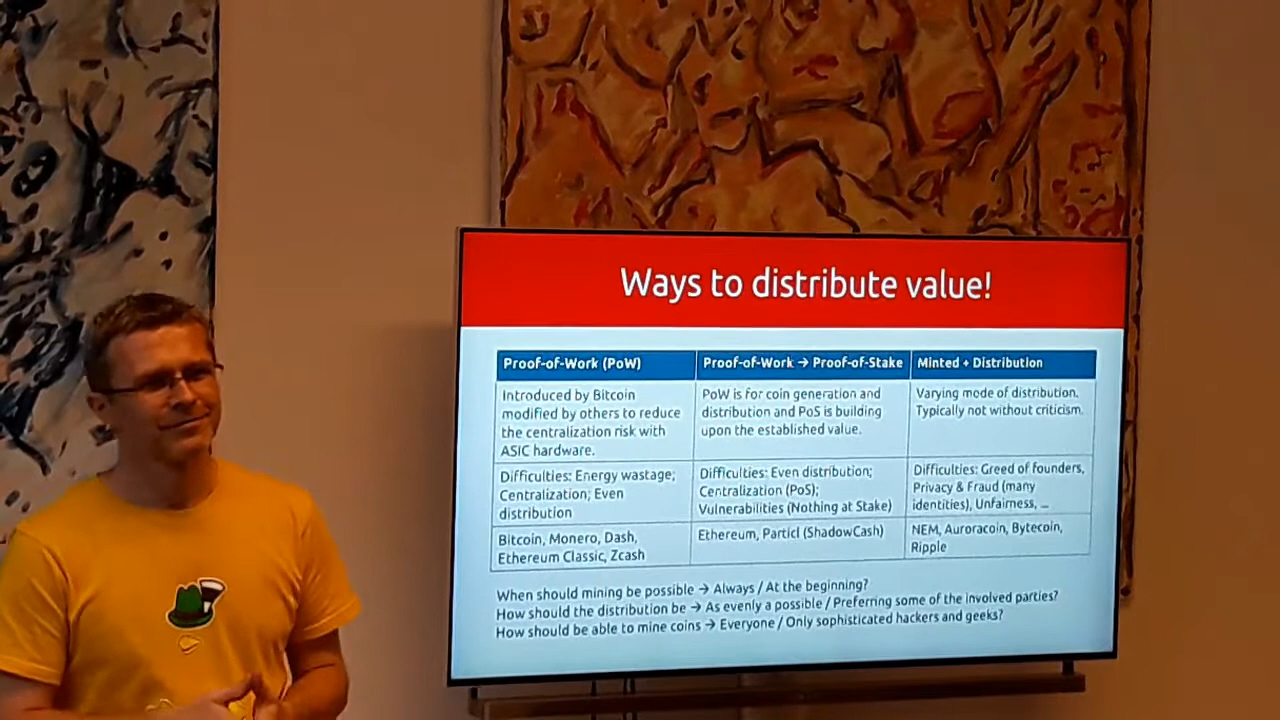 Ways to distribute value!
Proof-of-Work (PoW)
Proof-of-Work → Proof-of-Stake
Minted + Distribution
Introduced by Bitcoin
modified by others to reduce
the centralization risk with
ASIC hardware.
PoW is for coin generation and
distribution and PoS is building
upon the established value.
Varying mode of distribution.
Typically not without criticism.
Difficulties: Energy wastage;
Centralization; Even
distribution
Difficulties: Even distribution;
Centralization (PoS);
Vulnerabilities (Nothing at Stake)
Difficulties: Greed of founders,
Privacy & Fraud (many
identities), Unfairness, ...
Bitcoin, Monero, Dash,
Ethereum Classic, Zcash
Ethereum, Particl (ShadowCash)
NEM, Auroracoin, Bytecoin,
Ripple
When should mining be possible → Always / At the beginning?
How should the distribution be → As evenly a possible / Preferring some of the involved parties?
How should be able to mine coins → Everyone / Only sophisticated hackers and geeks?